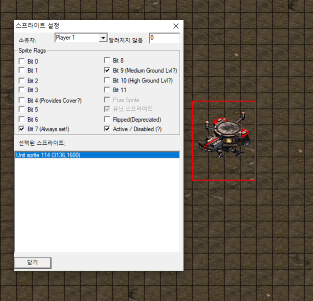 스프라이트 설정
소유자: Player 1 알려지지 않음 0
Sprite Flags
Bit 0
Bit 1
Bit 2
Bit 3
Bit 4 (Provides Cover?)
Bit 5
Bit 6
Bit 7 (Always set!)
Bit 8
Bit 9 (Medium Ground Lvl?)
Bit 10 (High Ground Lvl?)
Bit 11
Pure Sprite
유닛 스프라이트
Flipped(Deprecated)
Active / Disabled (?)
선택된 스프라이트:
Unit sprite 114 (3136,1600)
닫기